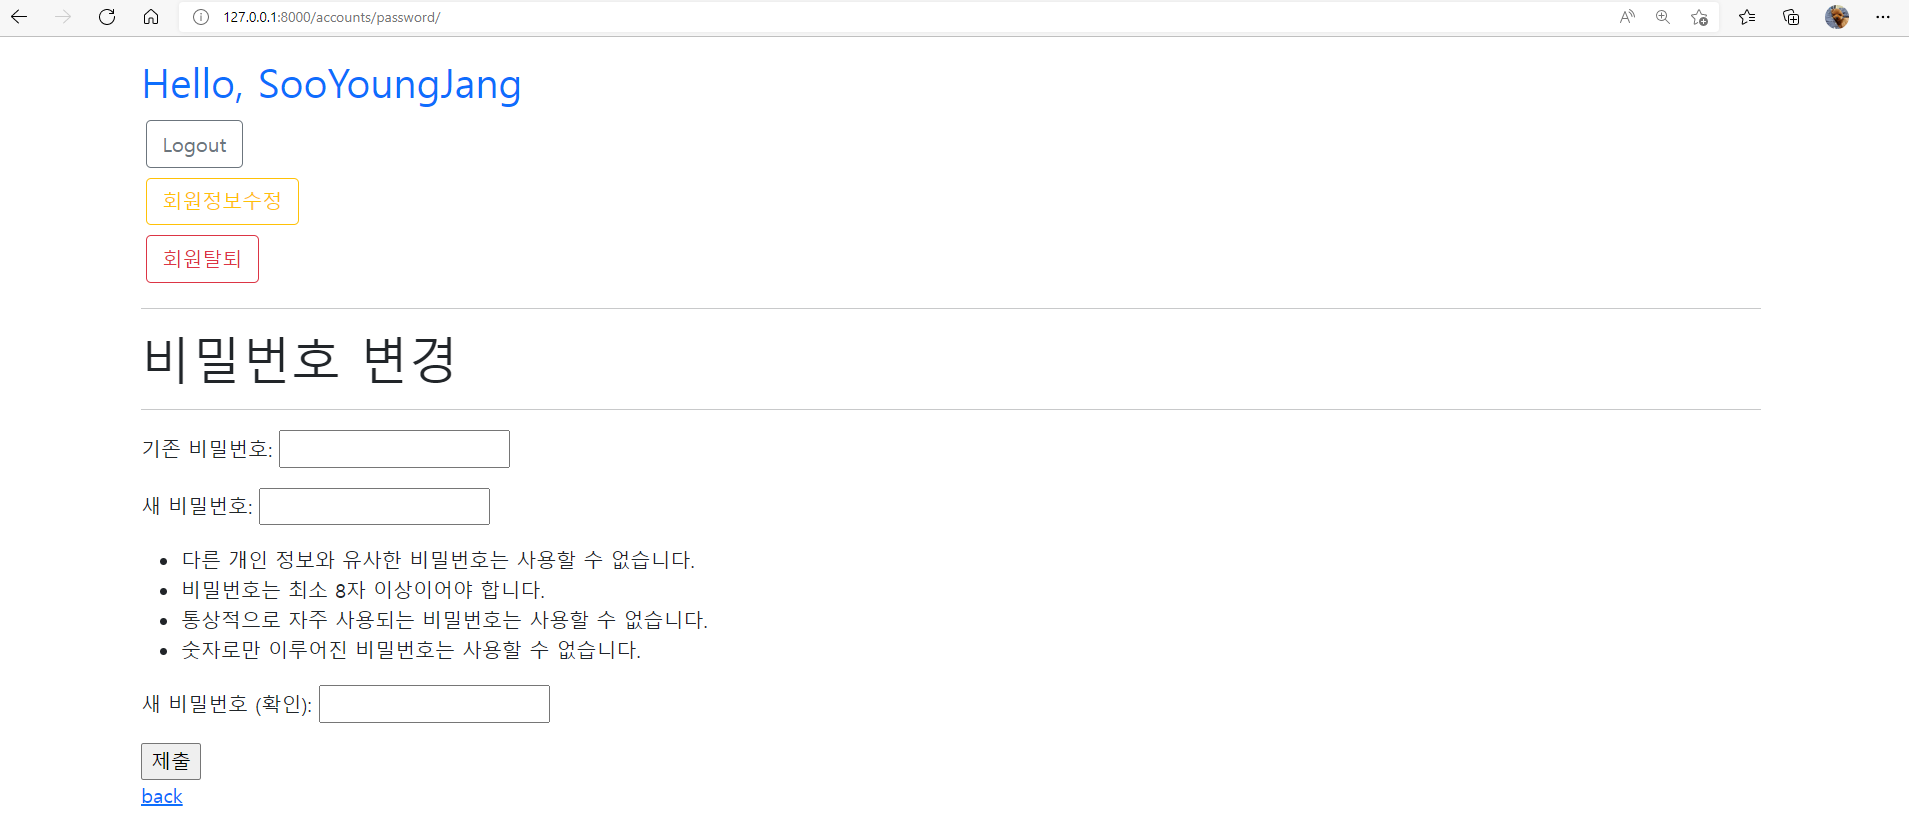 127.0.0.1:8000/accounts/password/
Hello, SooYoungJang
Logout
회원정보수정
회원탈퇴
비밀번호 변경
기존 비밀번호:
새 비밀번호:
다른 개인 정보와 유사한 비밀번호는 사용할 수 없습니다.
비밀번호는 최소 8자 이상이어야 합니다.
통상적으로 자주 사용되는 비밀번호는 사용할 수 없습니다.
숫자로만 이루어진 비밀번호는 사용할 수 없습니다.
새 비밀번호 (확인):
제출
back